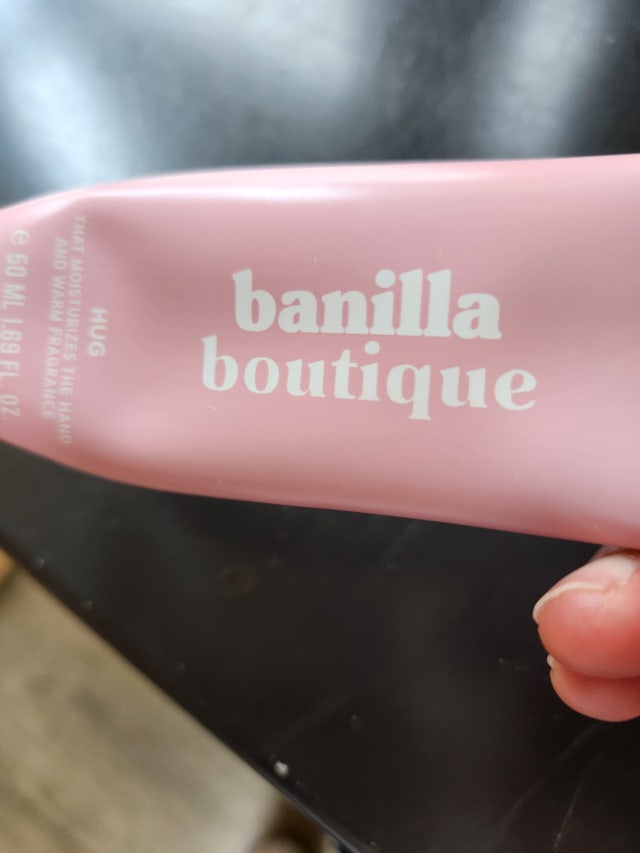 banilla
boutique
HUG
THAT MOISTURIZES THE HAND
AND WARM FRAGRANCE
e 50 ML 1.69 FL. OZ.